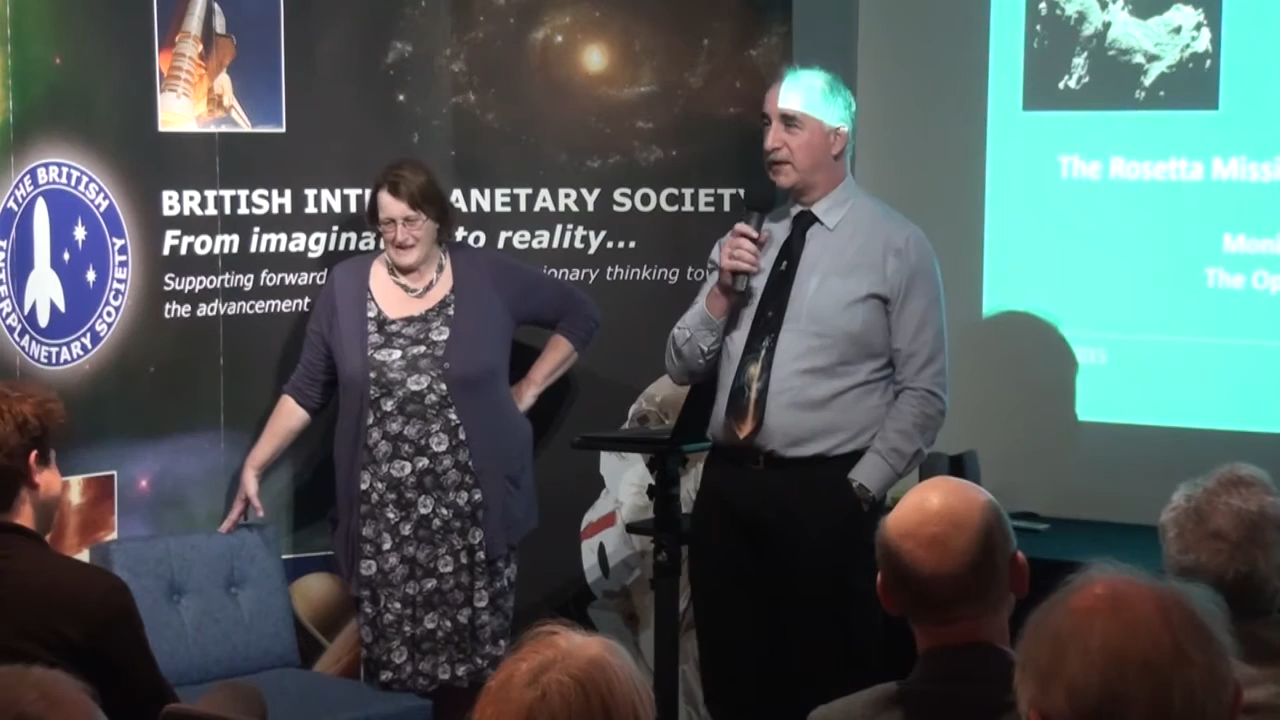 THE BRITISH
INTERPLANETARY SOCIETY
BRITISH INT ANETARY SOCIETY
From imagina to reality...
Supporting forward ionary thinking to
the advancement
The Rosetta Missi
Mon
The Op